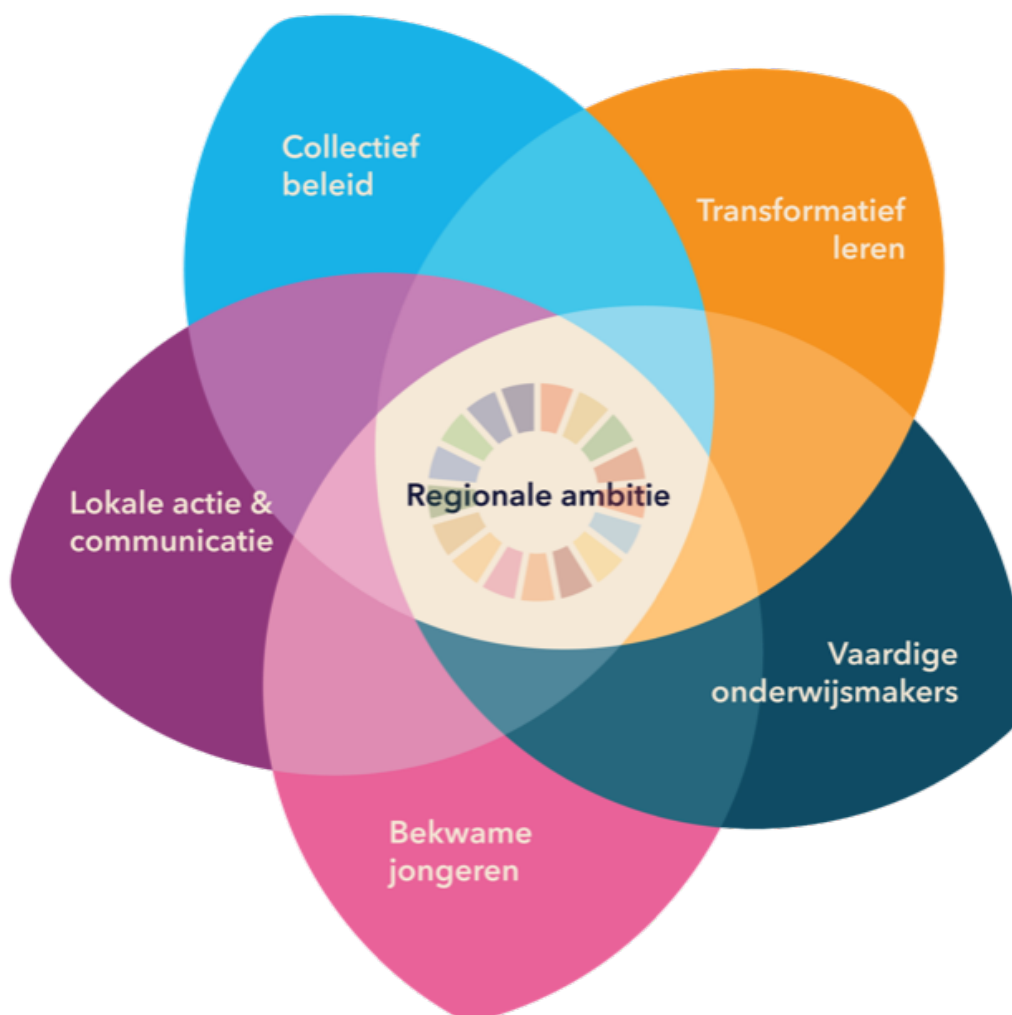 Collectief
beleid
Transformatief
leren
Regionale ambitie
Lokale actie &
communicatie
Vaardige
onderwijsmakers
Bekwame
jongeren